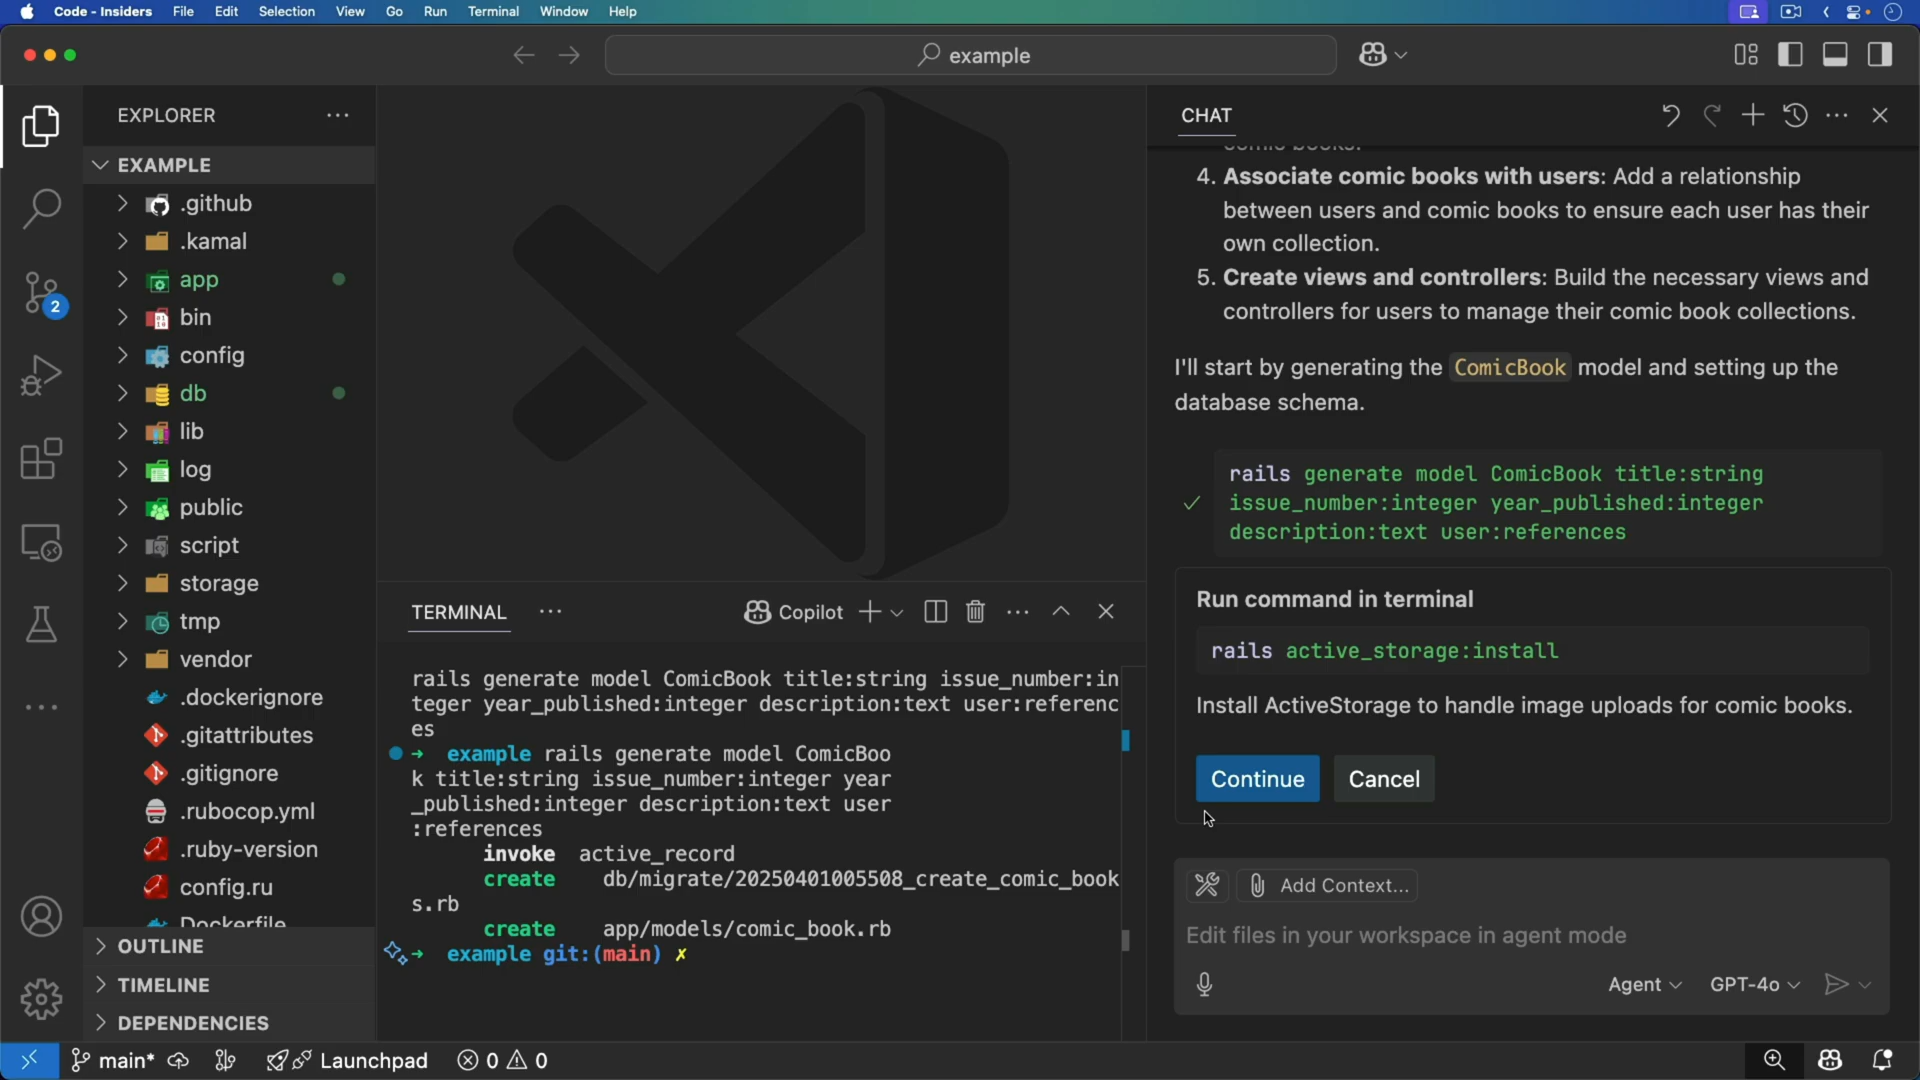 Code - Insiders File Edit Selection View Go Run Terminal Window Help
example
EXPLORER
EXAMPLE
.github
.kamal
app
bin
config
db
lib
log
public
script
storage
tmp
vendor
.dockerignore
.gitattributes
.gitignore
.rubocop.yml
.ruby-version
config.ru
Dockerfile
OUTLINE
TIMELINE
DEPENDENCIES
2
TERMINAL
Copilot
rails generate model ComicBook title:string issue_number:in
teger year_published:integer description:text user:referenc
es
➜ example rails generate model ComicBoo
k title:string issue_number:integer year
_published:integer description:text user
:references
invoke active_record
create db/migrate/20250401005508_create_comic_book
s.rb
create app/models/comic_book.rb
➜ example git:(main) ✗
CHAT
comic books.
4. Associate comic books with users: Add a relationship
between users and comic books to ensure each user has their
own collection.
5. Create views and controllers: Build the necessary views and
controllers for users to manage their comic book collections.
I'll start by generating the ComicBook model and setting up the
database schema.
rails generate model ComicBook title:string
issue_number:integer year_published:integer
description:text user:references
Run command in terminal
rails active_storage:install
Install ActiveStorage to handle image uploads for comic books.
Continue Cancel
Add Context...
Edit files in your workspace in agent mode
Agent GPT-4o
main* Launchpad 0 0